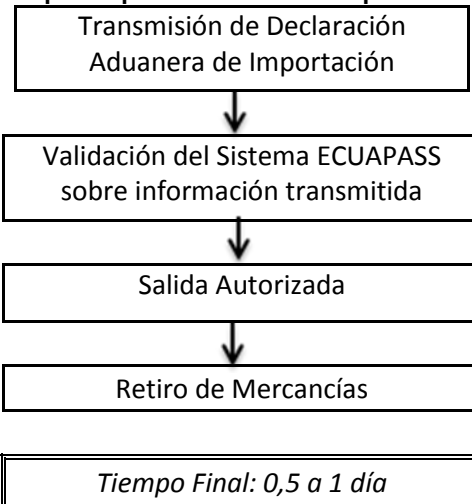 Transmisión de Declaración
Aduanera de Importación
Validación del Sistema ECUAPASS
sobre información transmitida
Salida Autorizada
Retiro de Mercancías
Tiempo Final: 0,5 a 1 día